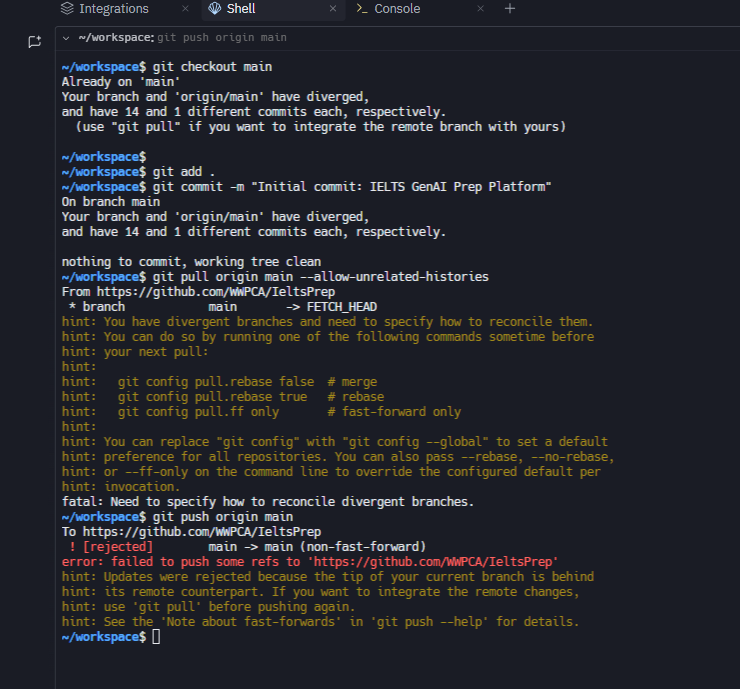 Integrations
Shell
Console
~/workspace: git push origin main
~/workspace$ git checkout main
Already on 'main'
Your branch and 'origin/main' have diverged,
and have 14 and 1 different commits each, respectively.
  (use "git pull" if you want to integrate the remote branch with yours)

~/workspace$
~/workspace$ git add .
~/workspace$ git commit -m "Initial commit: IELTS GenAI Prep Platform"
On branch main
Your branch and 'origin/main' have diverged,
and have 14 and 1 different commits each, respectively.

nothing to commit, working tree clean
~/workspace$ git pull origin main --allow-unrelated-histories
From https://github.com/WWPCA/IeltsPrep
 * branch            main       -> FETCH_HEAD
hint: You have divergent branches and need to specify how to reconcile them.
hint: You can do so by running one of the following commands sometime before
hint: your next pull:
hint:
hint:   git config pull.rebase false  # merge
hint:   git config pull.rebase true   # rebase
hint:   git config pull.ff only       # fast-forward only
hint:
hint: You can replace "git config" with "git config --global" to set a default
hint: preference for all repositories. You can also pass --rebase, --no-rebase,
hint: or --ff-only on the command line to override the configured default per
hint: invocation.
fatal: Need to specify how to reconcile divergent branches.
~/workspace$ git push origin main
To https://github.com/WWPCA/IeltsPrep
 ! [rejected]        main -> main (non-fast-forward)
error: failed to push some refs to 'https://github.com/WWPCA/IeltsPrep'
hint: Updates were rejected because the tip of your current branch is behind
hint: its remote counterpart. If you want to integrate the remote changes,
hint: use 'git pull' before pushing again.
hint: See the 'Note about fast-forwards' in 'git push --help' for details.
~/workspace$